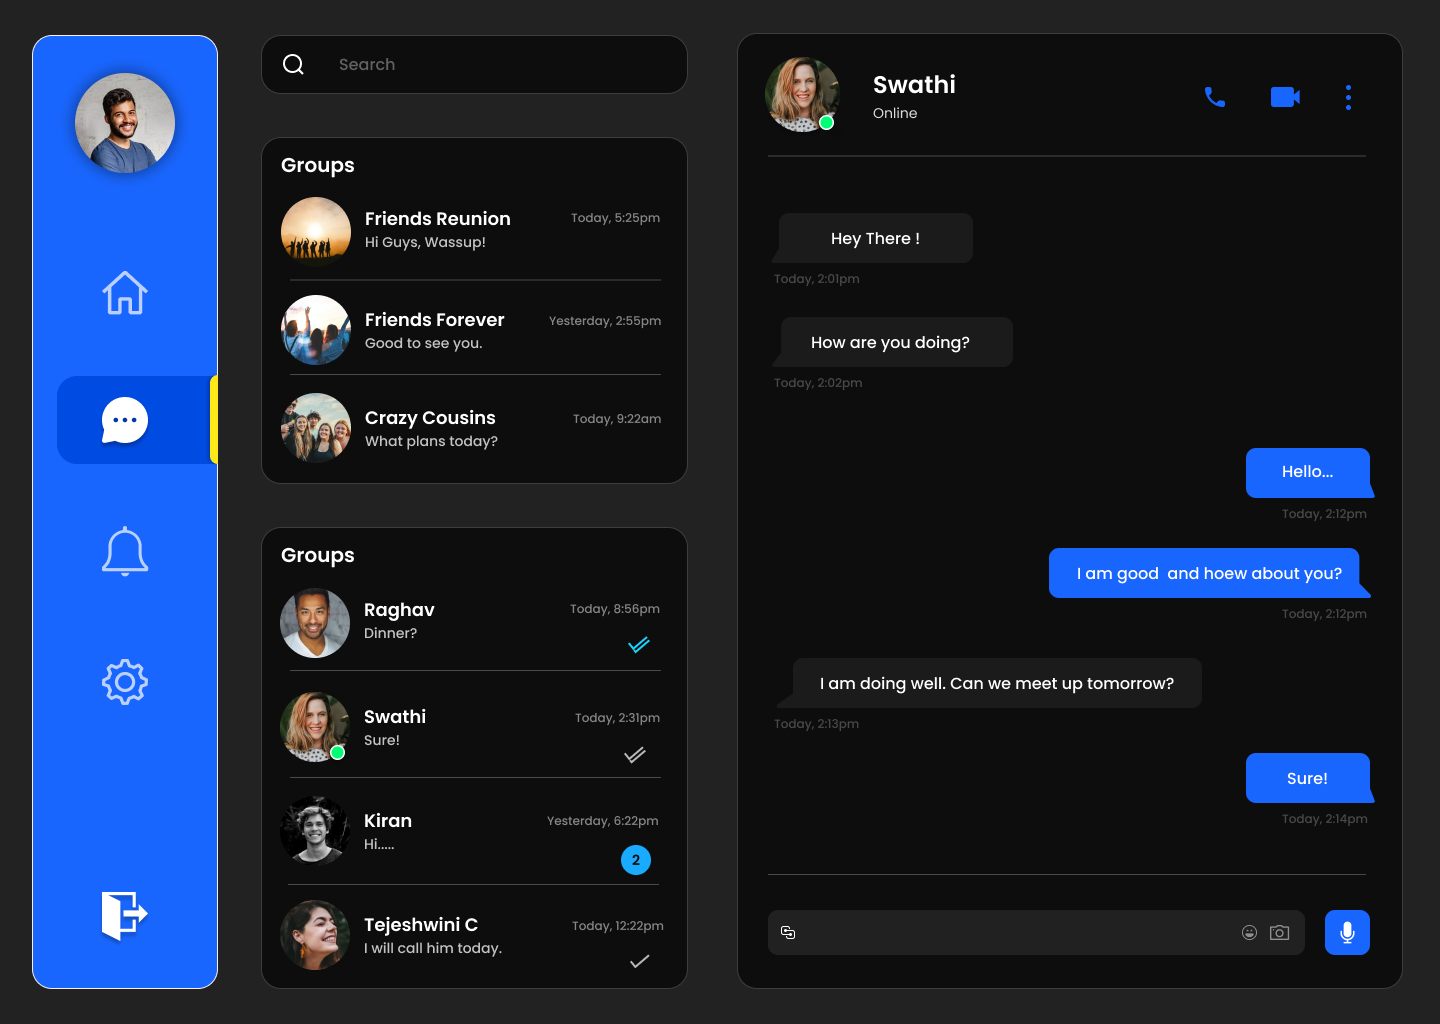 Search
Groups
Friends Reunion
Today, 5:25pm
Hi Guys, Wassup!
Friends Forever
Yesterday, 2:55pm
Good to see you.
Crazy Cousins
Today, 9:22am
What plans today?
Groups
Raghav
Today, 8:56pm
Dinner?
Swathi
Today, 2:31pm
Sure!
Kiran
Yesterday, 6:22pm
Hi.....
2
Tejeshwini C
Today, 12:22pm
I will call him today.
Swathi
Online
Hey There !
Today, 2:01pm
How are you doing?
Today, 2:02pm
Hello...
Today, 2:12pm
I am good  and hoew about you?
Today, 2:12pm
I am doing well. Can we meet up tomorrow?
Today, 2:13pm
Sure!
Today, 2:14pm